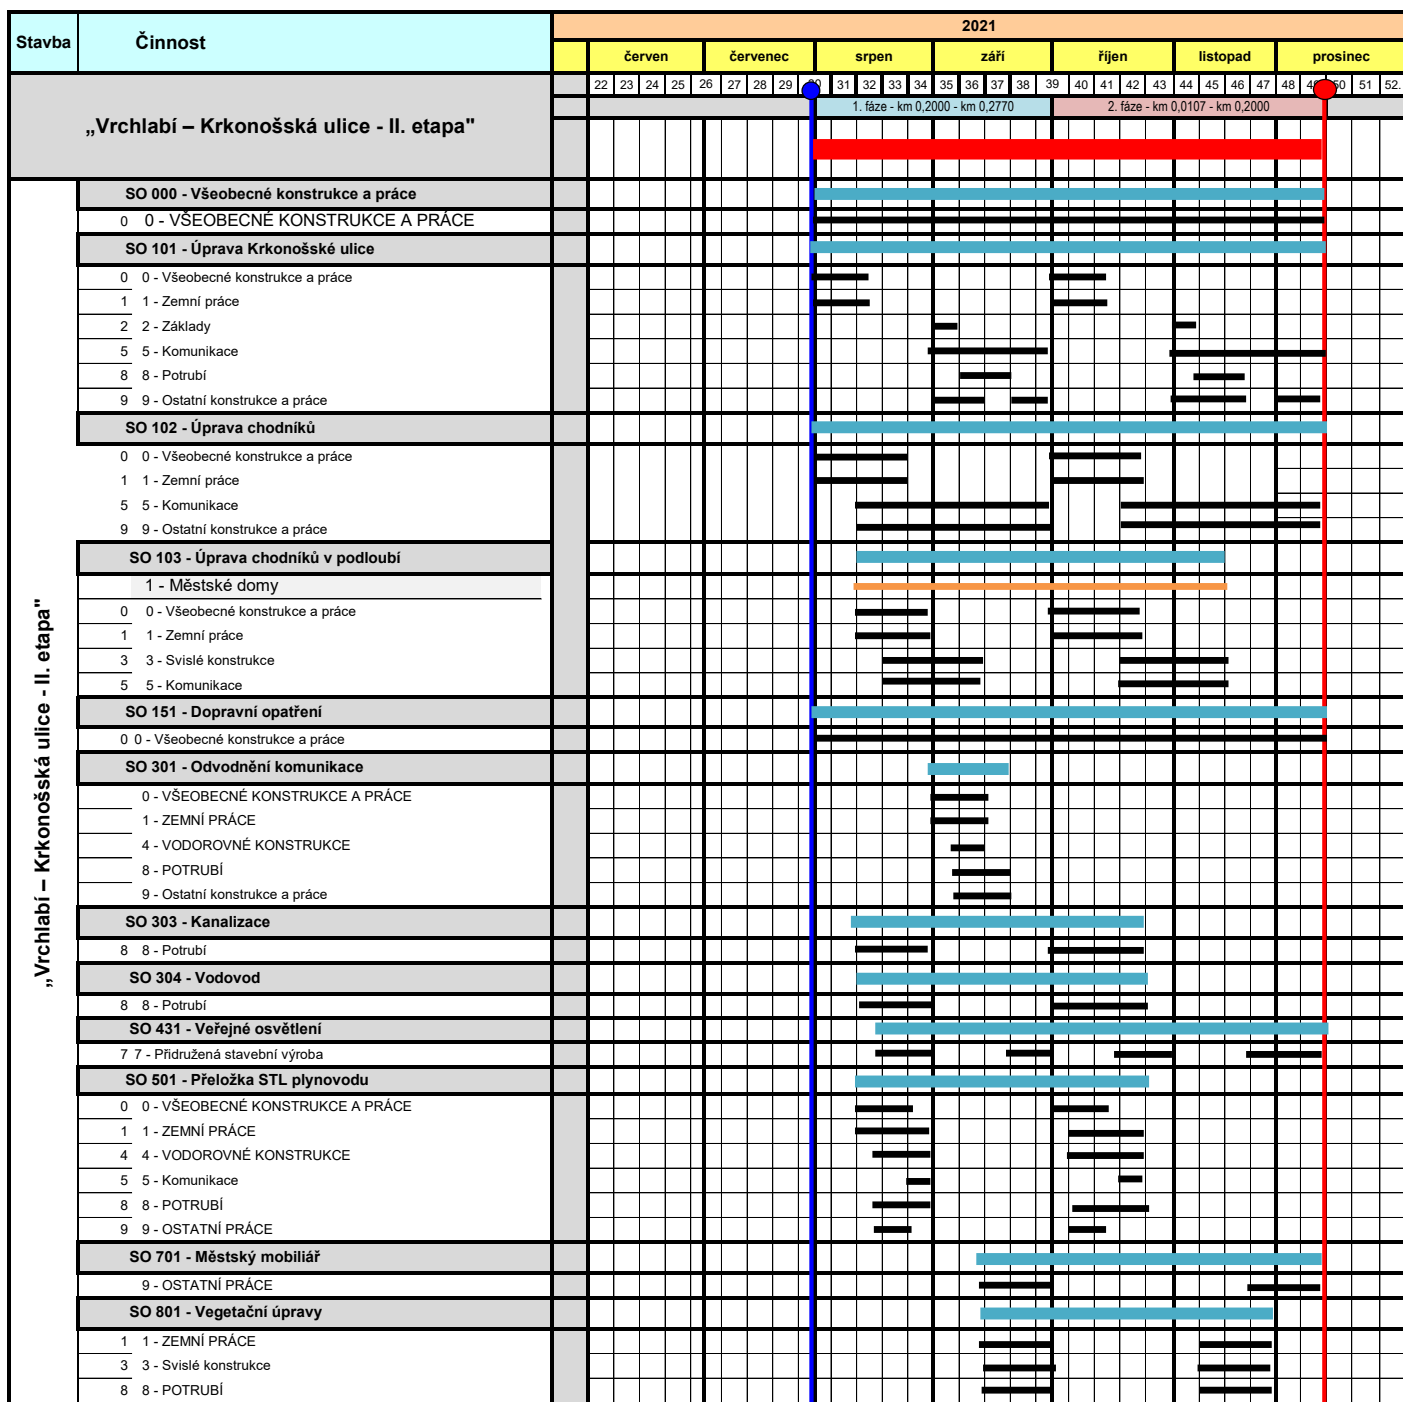 2021
Stavba
Činnost
červen
červenec
srpen
září
říjen
listopad
prosinec
22 23 24 25 26 27 28 29 30 31 32 33 34 35 36 37 38 39 40 41 42 43 44 45 46 47 48 49 50 51 52.
1. fáze - km 0,2000 - km 0,2770
2. fáze - km 0,0107 - km 0,2000
„Vrchlabí – Krkonošská ulice - II. etapa"
„Vrchlabí – Krkonošská ulice - II. etapa"
SO 000 - Všeobecné konstrukce a práce
0 0 - VŠEOBECNÉ KONSTRUKCE A PRÁCE
SO 101 - Úprava Krkonošské ulice
0 0 - Všeobecné konstrukce a práce
1 1 - Zemní práce
2 2 - Základy
5 5 - Komunikace
8 8 - Potrubí
9 9 - Ostatní konstrukce a práce
SO 102 - Úprava chodníků
0 0 - Všeobecné konstrukce a práce
1 1 - Zemní práce
5 5 - Komunikace
9 9 - Ostatní konstrukce a práce
SO 103 - Úprava chodníků v podloubí
1 - Městské domy
0 0 - Všeobecné konstrukce a práce
1 1 - Zemní práce
3 3 - Svislé konstrukce
5 5 - Komunikace
SO 151 - Dopravní opatření
0 0 - Všeobecné konstrukce a práce
SO 301 - Odvodnění komunikace
0 - VŠEOBECNÉ KONSTRUKCE A PRÁCE
1 - ZEMNÍ PRÁCE
4 - VODOROVNÉ KONSTRUKCE
8 - POTRUBÍ
9 - Ostatní konstrukce a práce
SO 303 - Kanalizace
8 8 - Potrubí
SO 304 - Vodovod
8 8 - Potrubí
SO 431 - Veřejné osvětlení
7 7 - Přidružená stavební výroba
SO 501 - Přeložka STL plynovodu
0 0 - VŠEOBECNÉ KONSTRUKCE A PRÁCE
1 1 - ZEMNÍ PRÁCE
4 4 - VODOROVNÉ KONSTRUKCE
5 5 - Komunikace
8 8 - POTRUBÍ
9 9 - OSTATNÍ PRÁCE
SO 701 - Městský mobiliář
9 - OSTATNÍ PRÁCE
SO 801 - Vegetační úpravy
1 1 - ZEMNÍ PRÁCE
3 3 - Svislé konstrukce
8 8 - POTRUBÍ